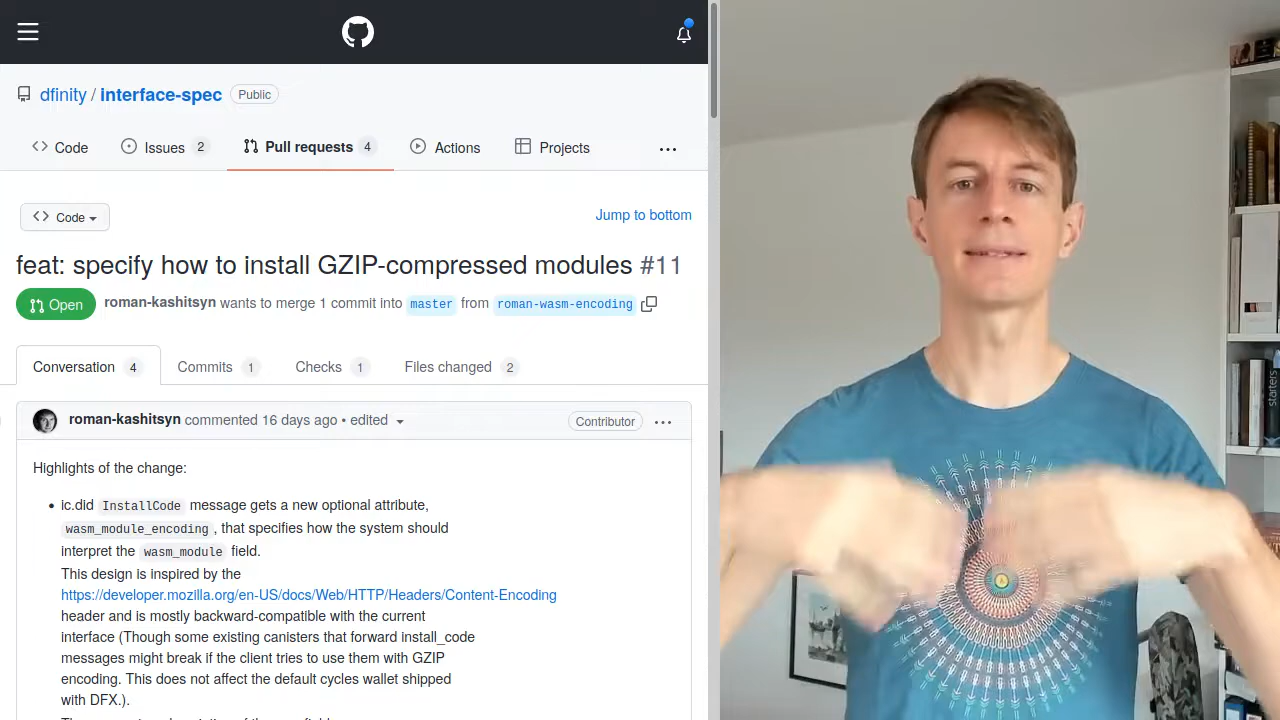 dfinity / interface-spec Public
Code Issues 2 Pull requests 4 Actions Projects
Code Jump to bottom
feat: specify how to install GZIP-compressed modules #11
Open roman-kashitsyn wants to merge 1 commit into master from roman-wasm-encoding
Conversation 4 Commits 1 Checks 1 Files changed 2
roman-kashitsyn commented 16 days ago • edited Contributor
Highlights of the change:
• ic.did InstallCode message gets a new optional attribute,
wasm_module_encoding, that specifies how the system should
interpret the wasm_module field.
This design is inspired by the
https://developer.mozilla.org/en-US/docs/Web/HTTP/Headers/Content-Encoding
header and is mostly backward-compatible with the current
interface (Though some existing canisters that forward install_code
messages might break if the client tries to use them with GZIP
encoding. This does not affect the default cycles wallet shipped
with DFX.).
starters